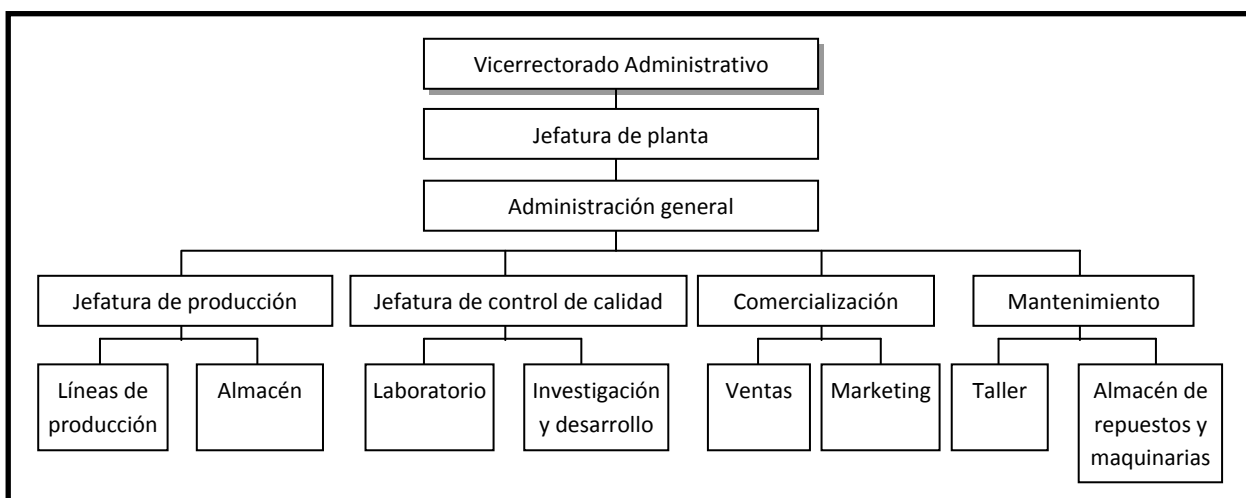 Vicerrectorado Administrativo
Jefatura de planta
Administración general
Jefatura de producción
Jefatura de control de calidad
Comercialización
Mantenimiento
Líneas de
producción
Almacén
Laboratorio
Investigación
y desarrollo
Ventas
Marketing
Taller
Almacén de
repuestos y
maquinarias